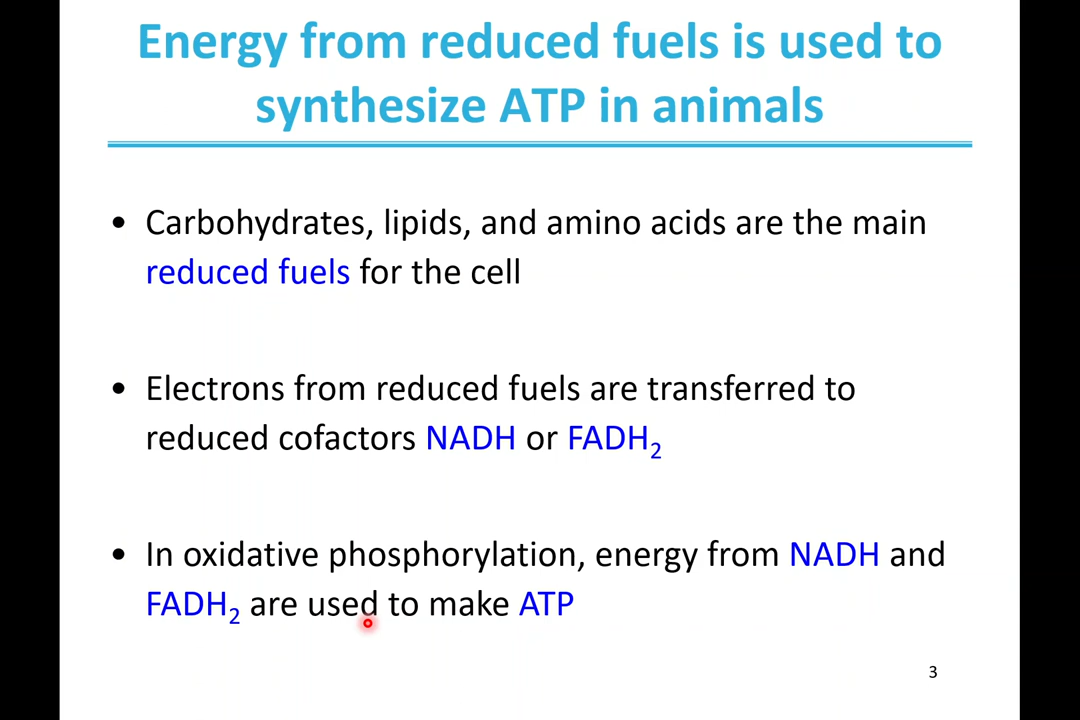 Energy from reduced fuels is used to
synthesize ATP in animals
• Carbohydrates, lipids, and amino acids are the main
reduced fuels for the cell
• Electrons from reduced fuels are transferred to
reduced cofactors NADH or FADH₂
• In oxidative phosphorylation, energy from NADH and
FADH₂ are used to make ATP
3